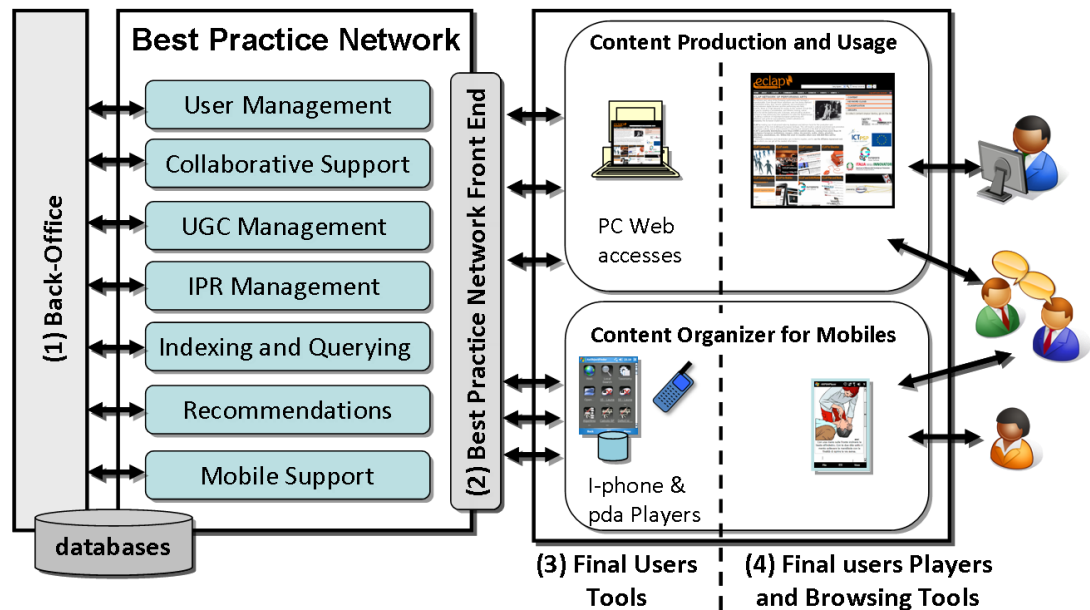 Best Practice Network
(1) Back-Office
User Management
Collaborative Support
UGC Management
IPR Management
Indexing and Querying
Recommendations
Mobile Support
databases
(2) Best Practice Network Front End
Content Production and Usage
eclap
PC Web
accesses
Content Organizer for Mobiles
I-phone &
pda Players
(3) Final Users
Tools
(4) Final users Players
and Browsing Tools